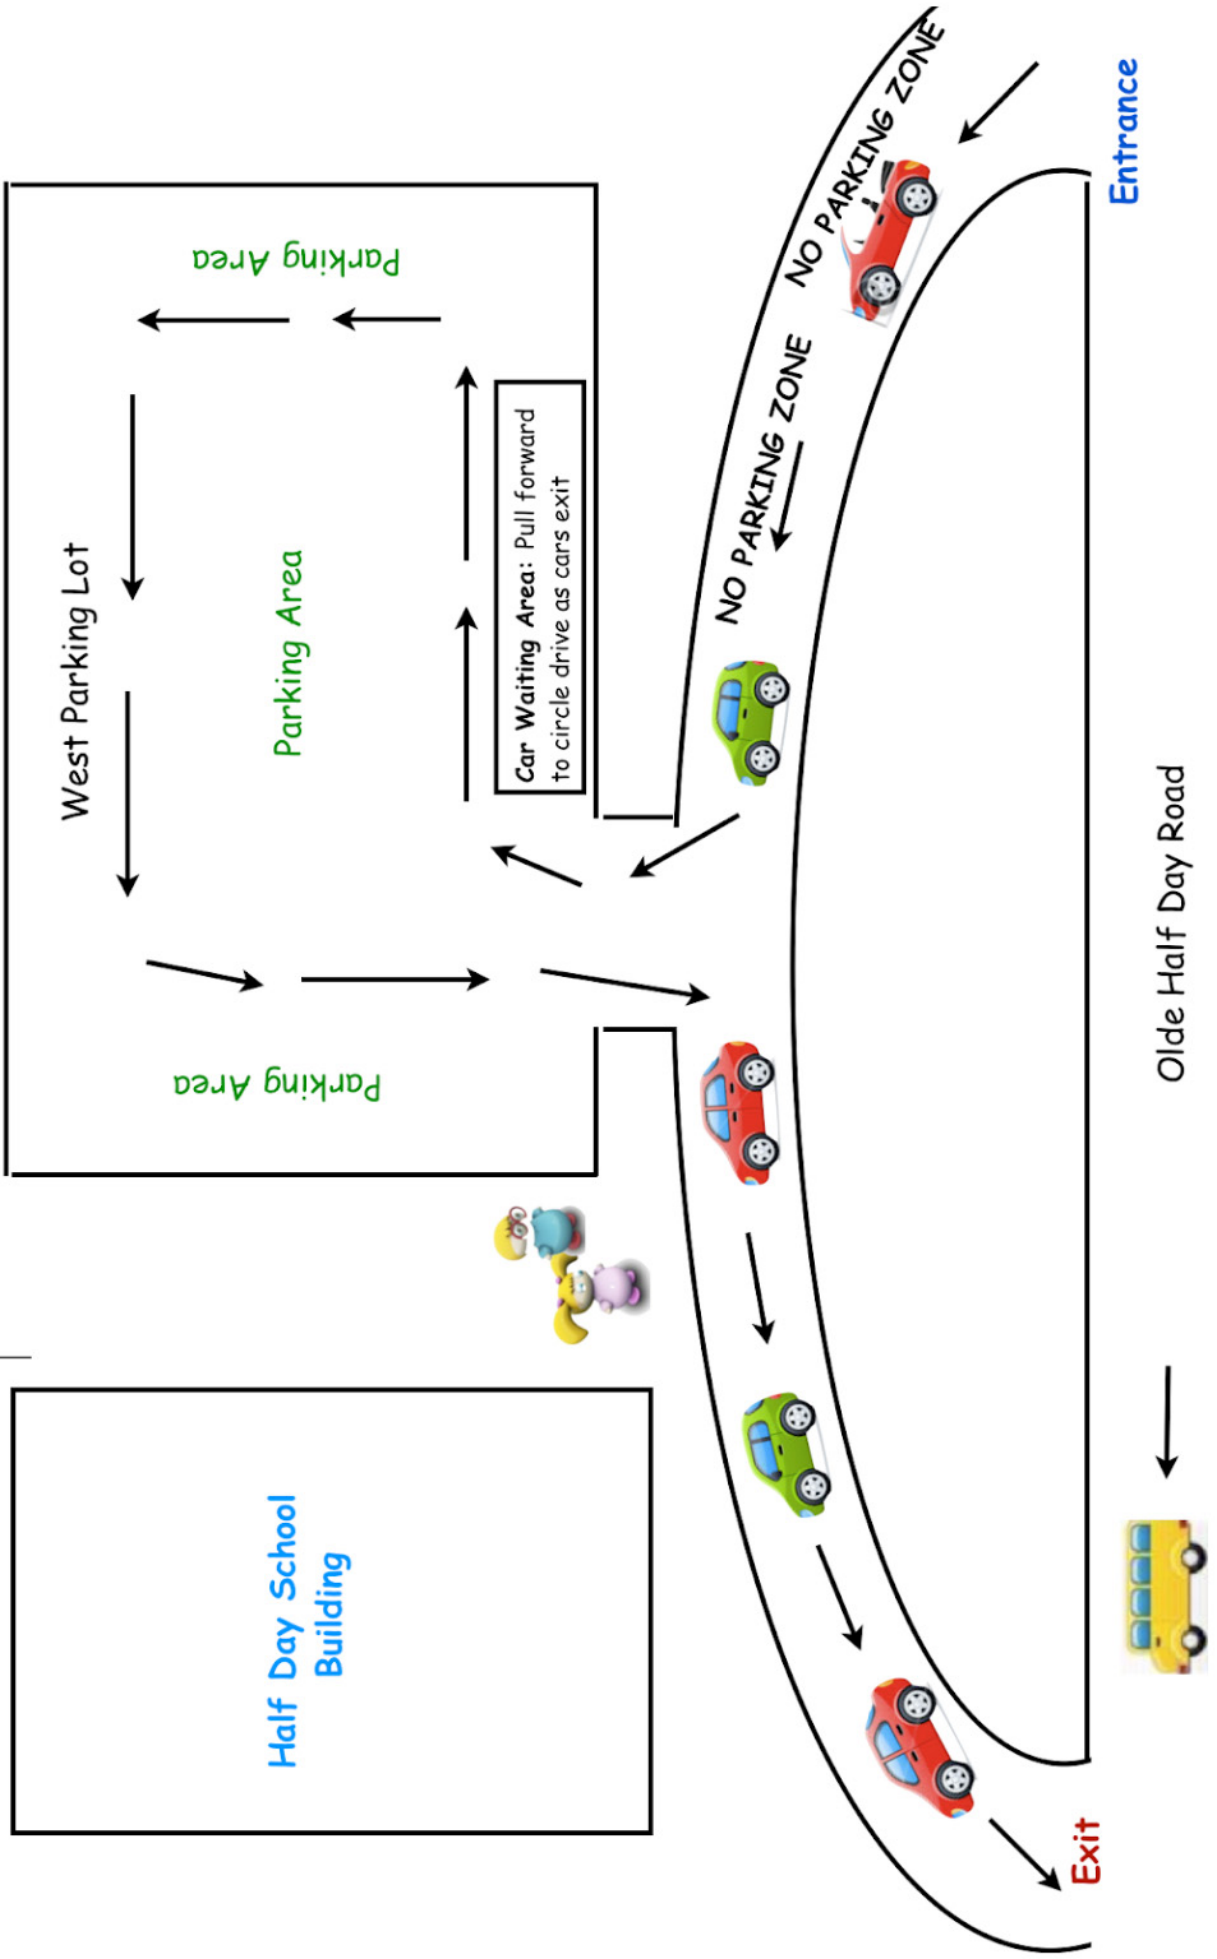 West Parking Lot
Parking Area
Parking Area
Parking Area
Car Waiting Area: Pull forward
to circle drive as cars exit
NO PARKING ZONE
NO PARKING ZONE
Entrance
Half Day School
Building
Olde Half Day Road
Exit